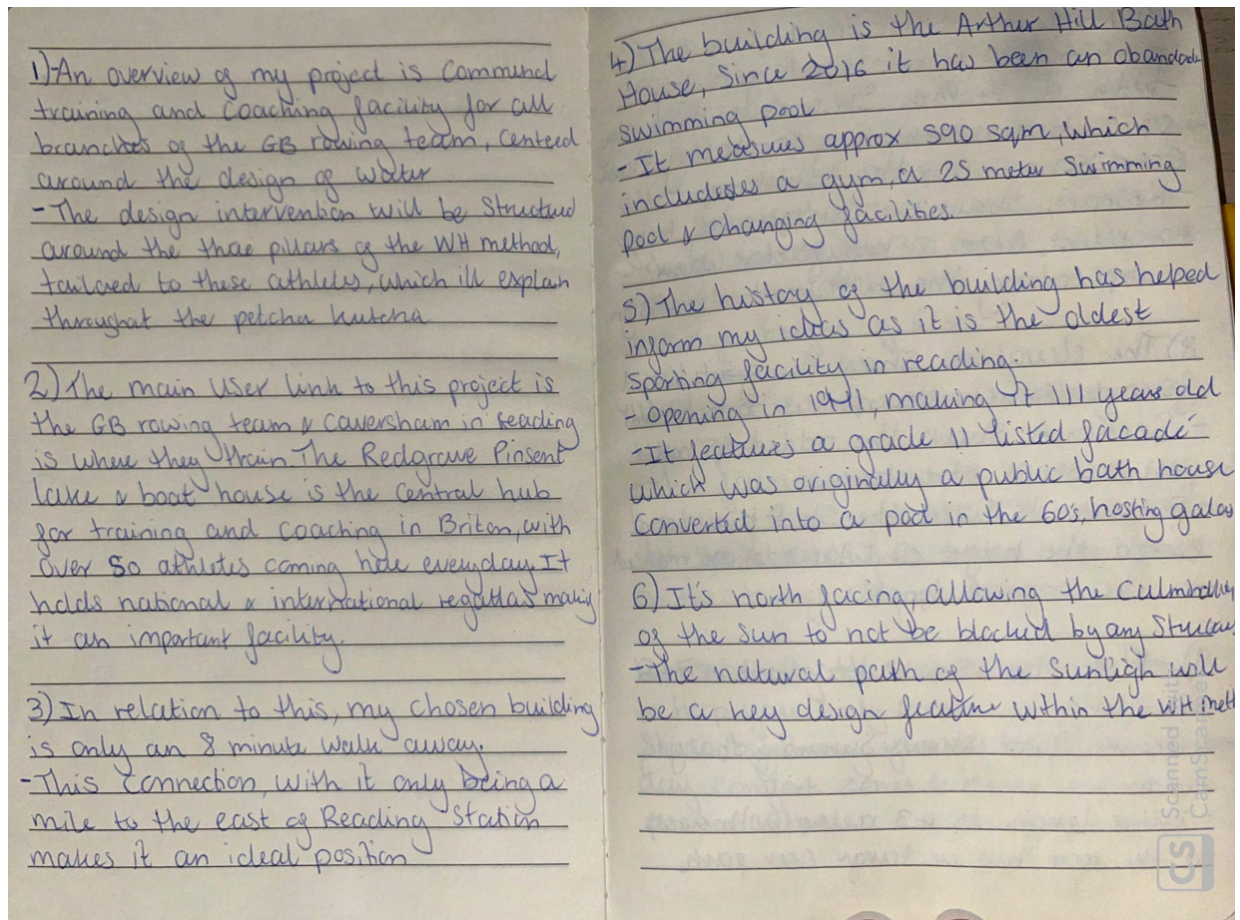 1) An overview of my project is Commund
training and Coaching facility for all
branches of the GB rowing team, Centeed
around the design of water
- The design intervention will be Structued
around the three pillars of the WH method,
tailored to these athletes, which ill explain
throughat the petcha kutcha
2) The main User link to this project is
the GB rowing team & Caversham in reading
is where they train. The Redgrave Pinsent
lake & boat house is the central hub
for training and coaching in Briton, with
over 50 athletes coming here everyday. It
holds national & international regattas making
it an important facility.
3) In relation to this, my chosen building
is only an 8 minute walk away.
- This connection, with it only being a
mile to the east of Reading Station
makes it an ideal position
4) The building is the Arthur Hill Bath
House, Since 2016 it has been an
swimming pool
- It measures approx 590 sqm, which
includes a gym, a 25 meter Swimming
pool & changing facilities.
5) The history of the building has helped
inform my ideas as it is the oldest
sporting facility in reading
- opening in 1911, making it 111 years old
- It features a grade 11 listed facade
which was originally a public bath house
Converted into a pool in the 60's, hosting galas
6) It's north facing, allowing the
of the sun to not be blocked by any
- The natural path of the Sunligh will
be a key design feature within the WH
Scanned
CamScanner
CS